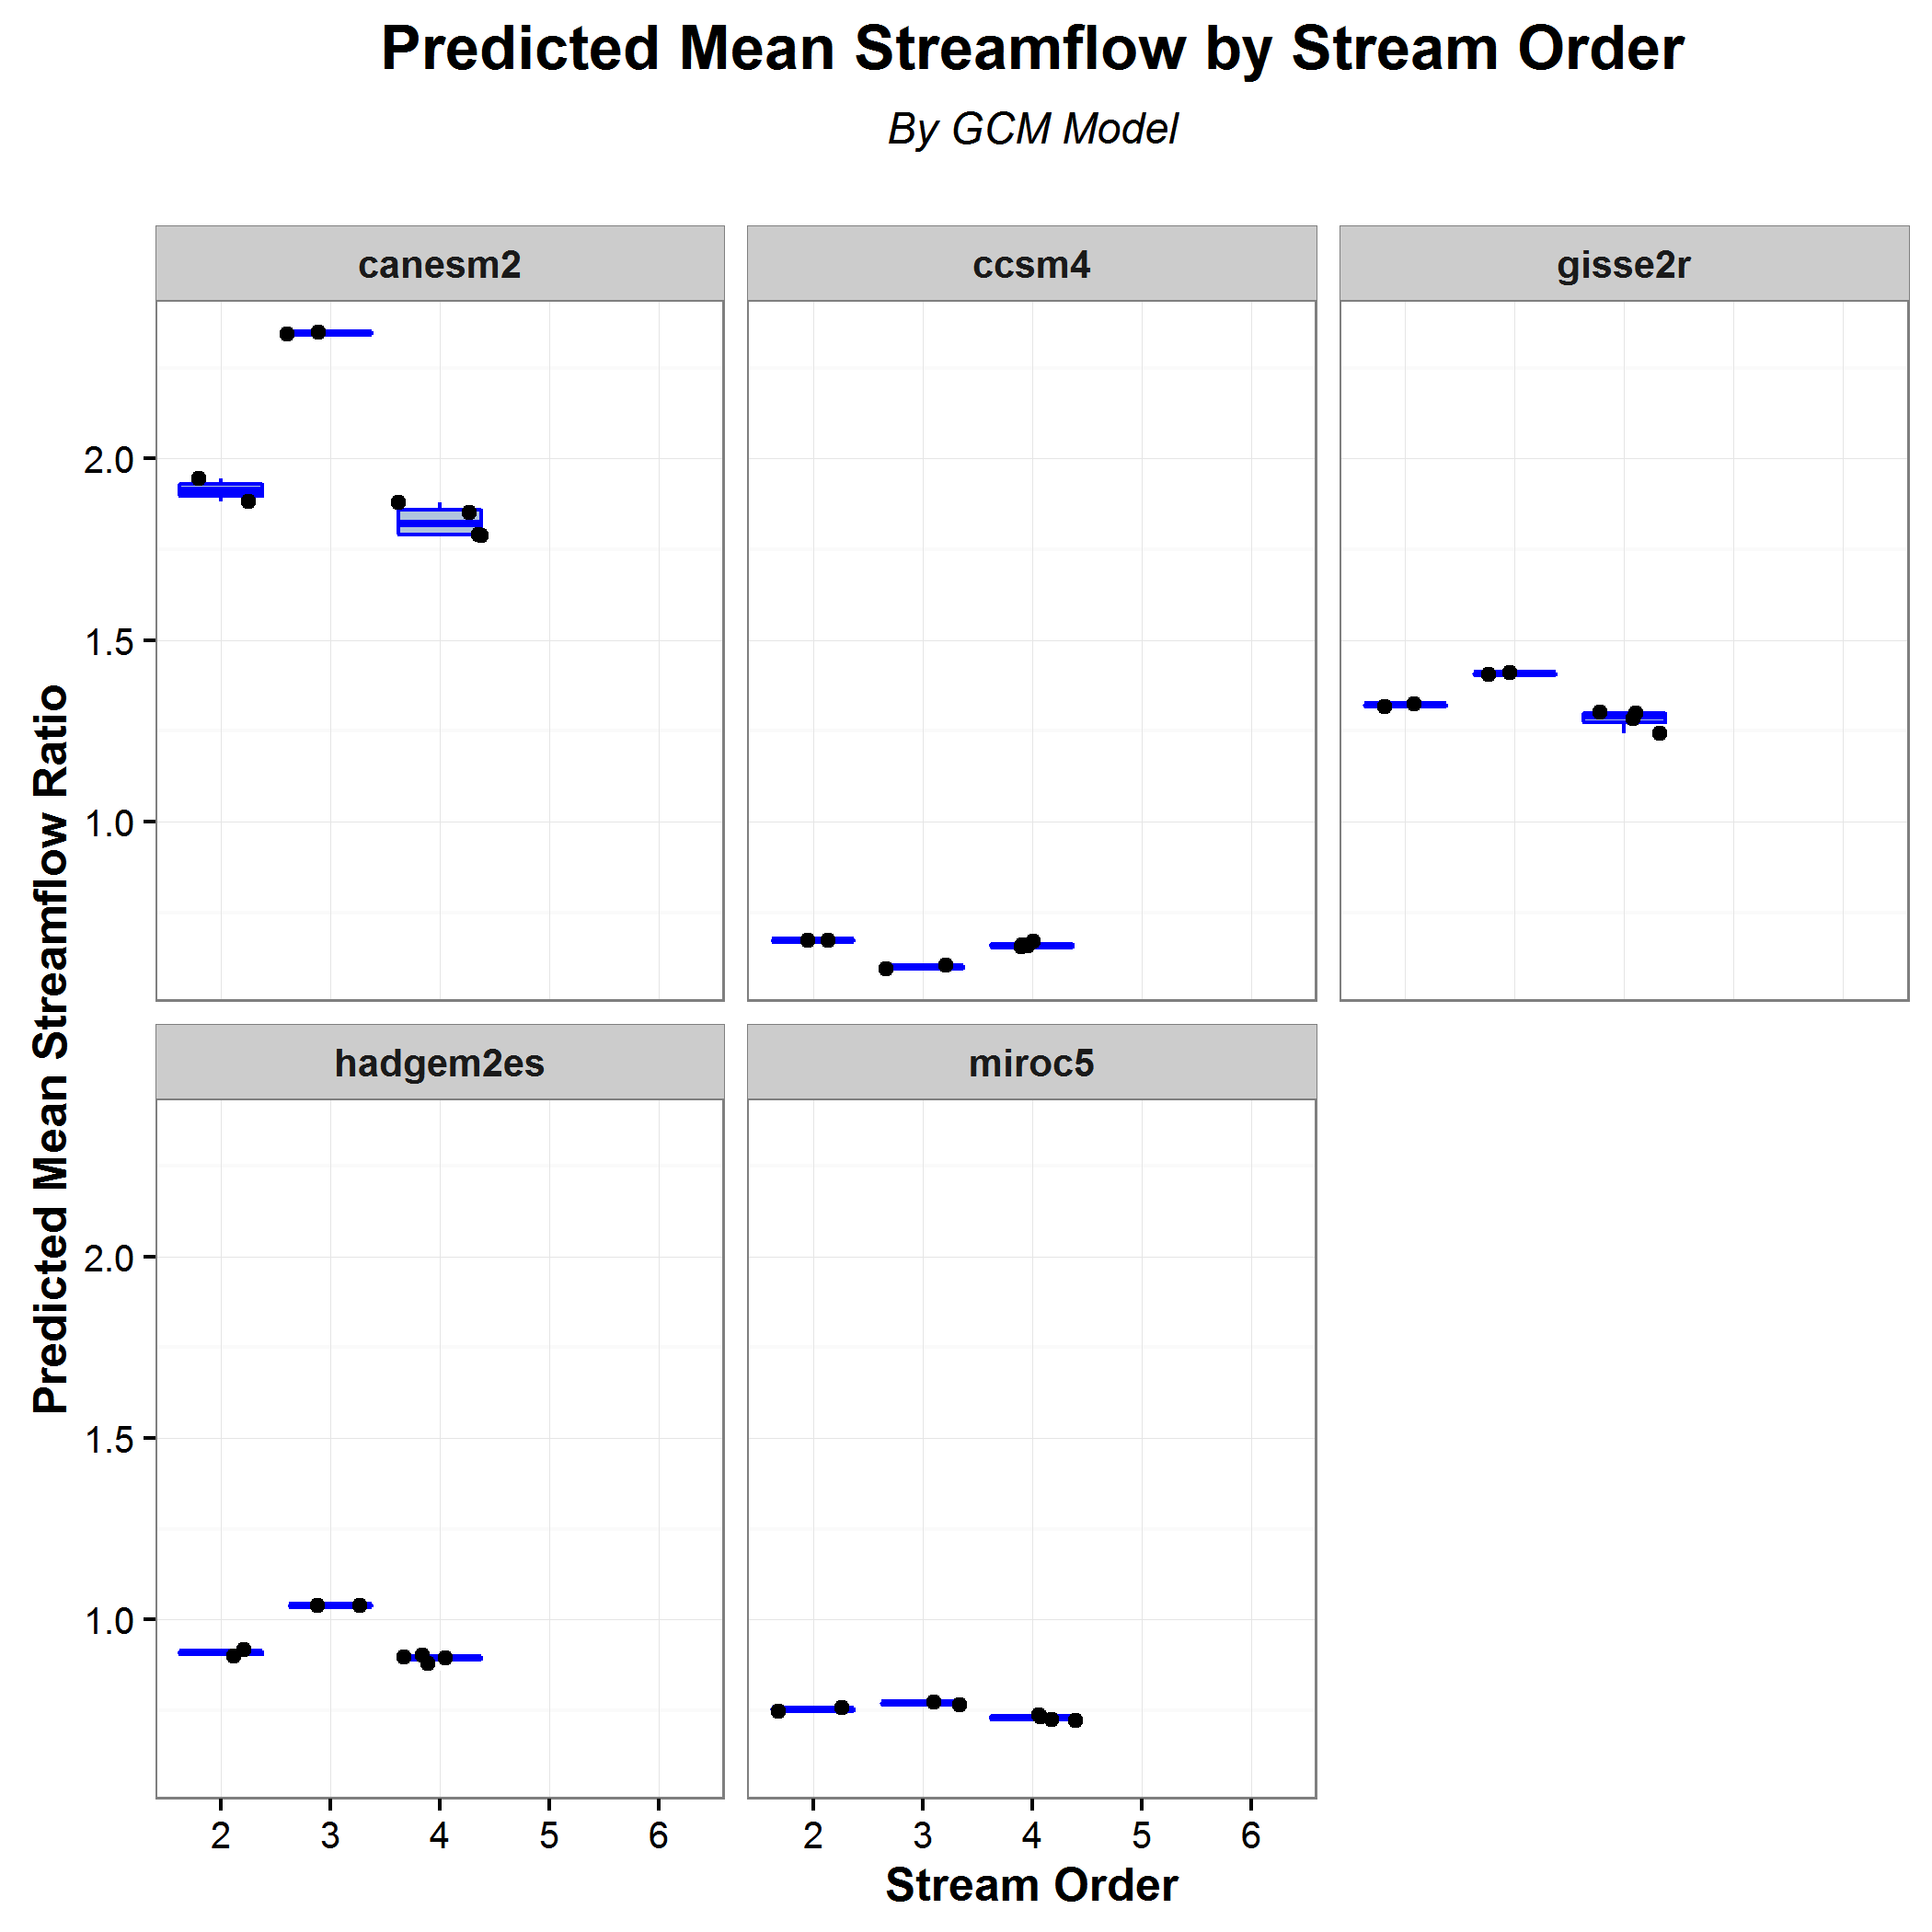 Predicted Mean Streamflow by Stream Order
By GCM Model
canesm2
ccsm4
gisse2r
2.0
1.5
1.0
Predicted Mean Streamflow Ratio
hadgem2es
miroc5
2.0
1.5
1.0
2 3 4 5 6
2 3 4 5 6
Stream Order